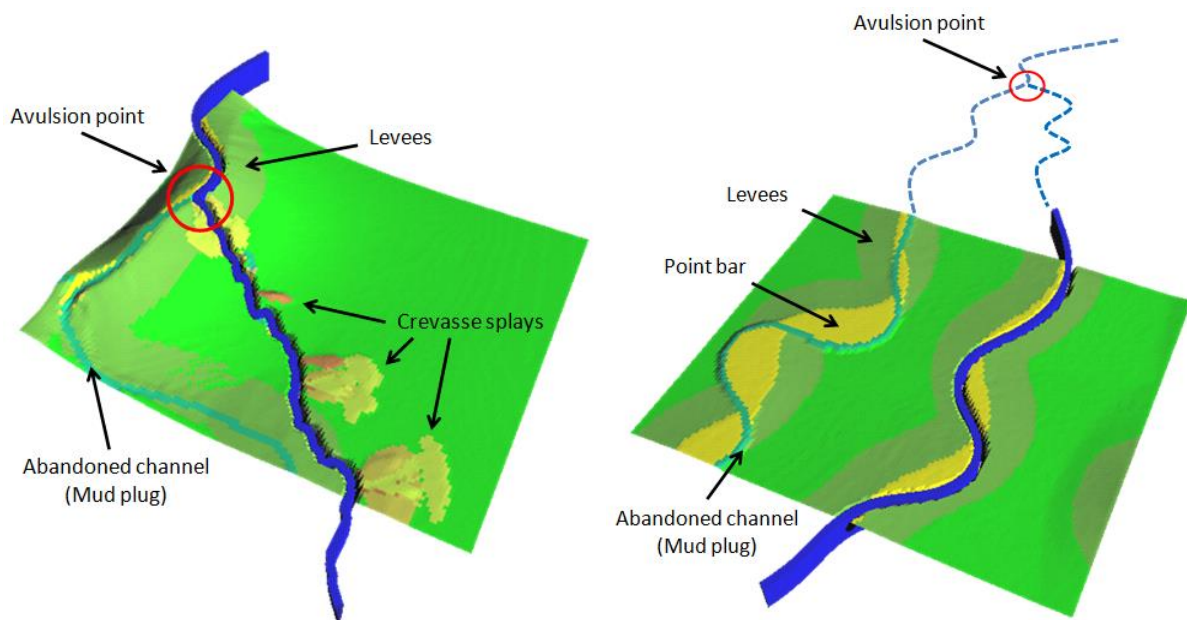 Avulsion point
Levees
Crevasse splays
Abandoned channel
(Mud plug)
Avulsion point
Levees
Point bar
Abandoned channel
(Mud plug)